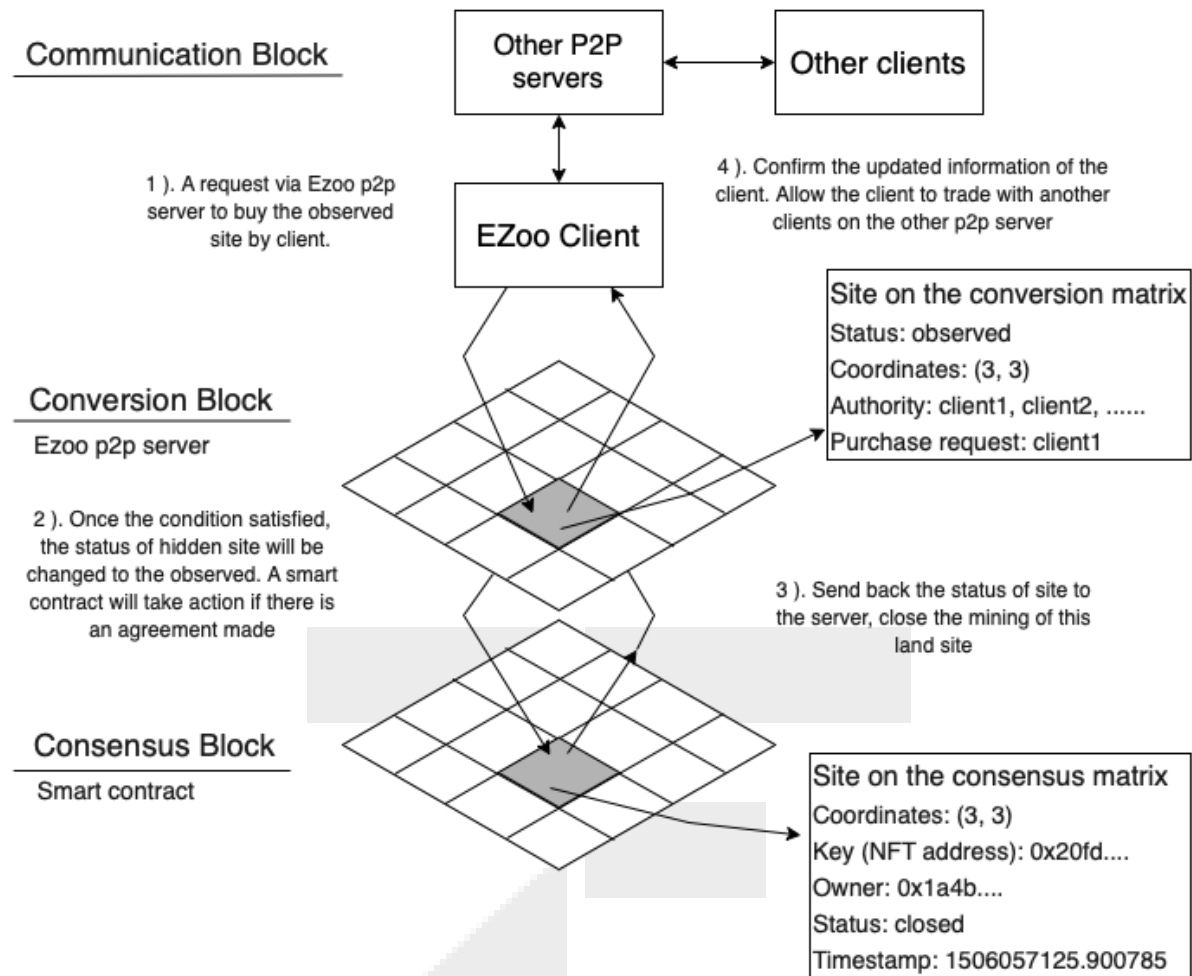 Communication Block
Other P2P
servers
Other clients
1 ). A request via Ezoo p2p
server to buy the observed
site by client.
EZoo Client
4 ). Confirm the updated information of the
client. Allow the client to trade with another
clients on the other p2p server
Site on the conversion matrix
Status: observed
Coordinates: (3, 3)
Authority: client1, client2, ......
Purchase request: client1
Conversion Block
Ezoo p2p server
2 ). Once the condition satisfied,
the status of hidden site will be
changed to the observed. A smart
contract will take action if there is
an agreement made
3 ). Send back the status of site to
the server, close the mining of this
land site
Consensus Block
Smart contract
Site on the consensus matrix
Coordinates: (3, 3)
Key (NFT address): 0x20fd....
Owner: 0x1a4b....
Status: closed
Timestamp: 1506057125.900785